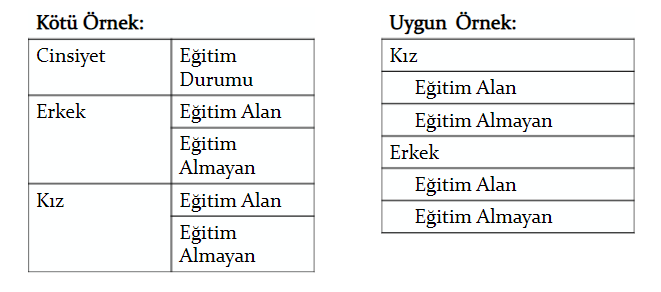 Kötü Örnek:
Cinsiyet
Eğitim
Durumu
Erkek
Eğitim Alan
Eğitim
Almayan
Kız
Eğitim Alan
Eğitim
Almayan
Uygun Örnek:
Kız
Eğitim Alan
Eğitim Almayan
Erkek
Eğitim Alan
Eğitim Almayan